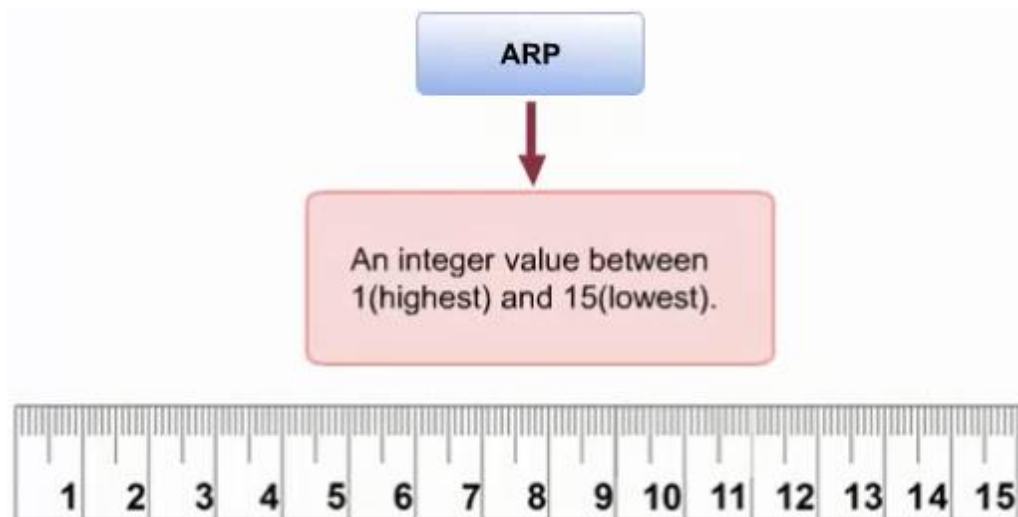 ARP
An integer value between
1(highest) and 15(lowest).
1 2 3 4 5 6 7 8 9 10 11 12 13 14 15